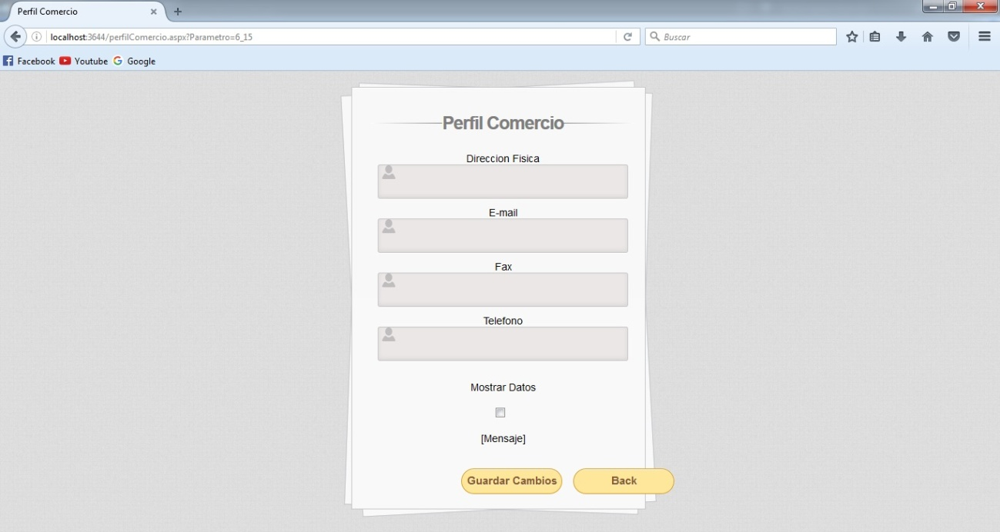 Perfil Comercio
localhost:3644/perfilComercio.aspx?Parametro=6_15
Buscar
Facebook Youtube Google
Perfil Comercio
Direccion Fisica
E-mail
Fax
Telefono
Mostrar Datos
[Mensaje]
Guardar Cambios Back